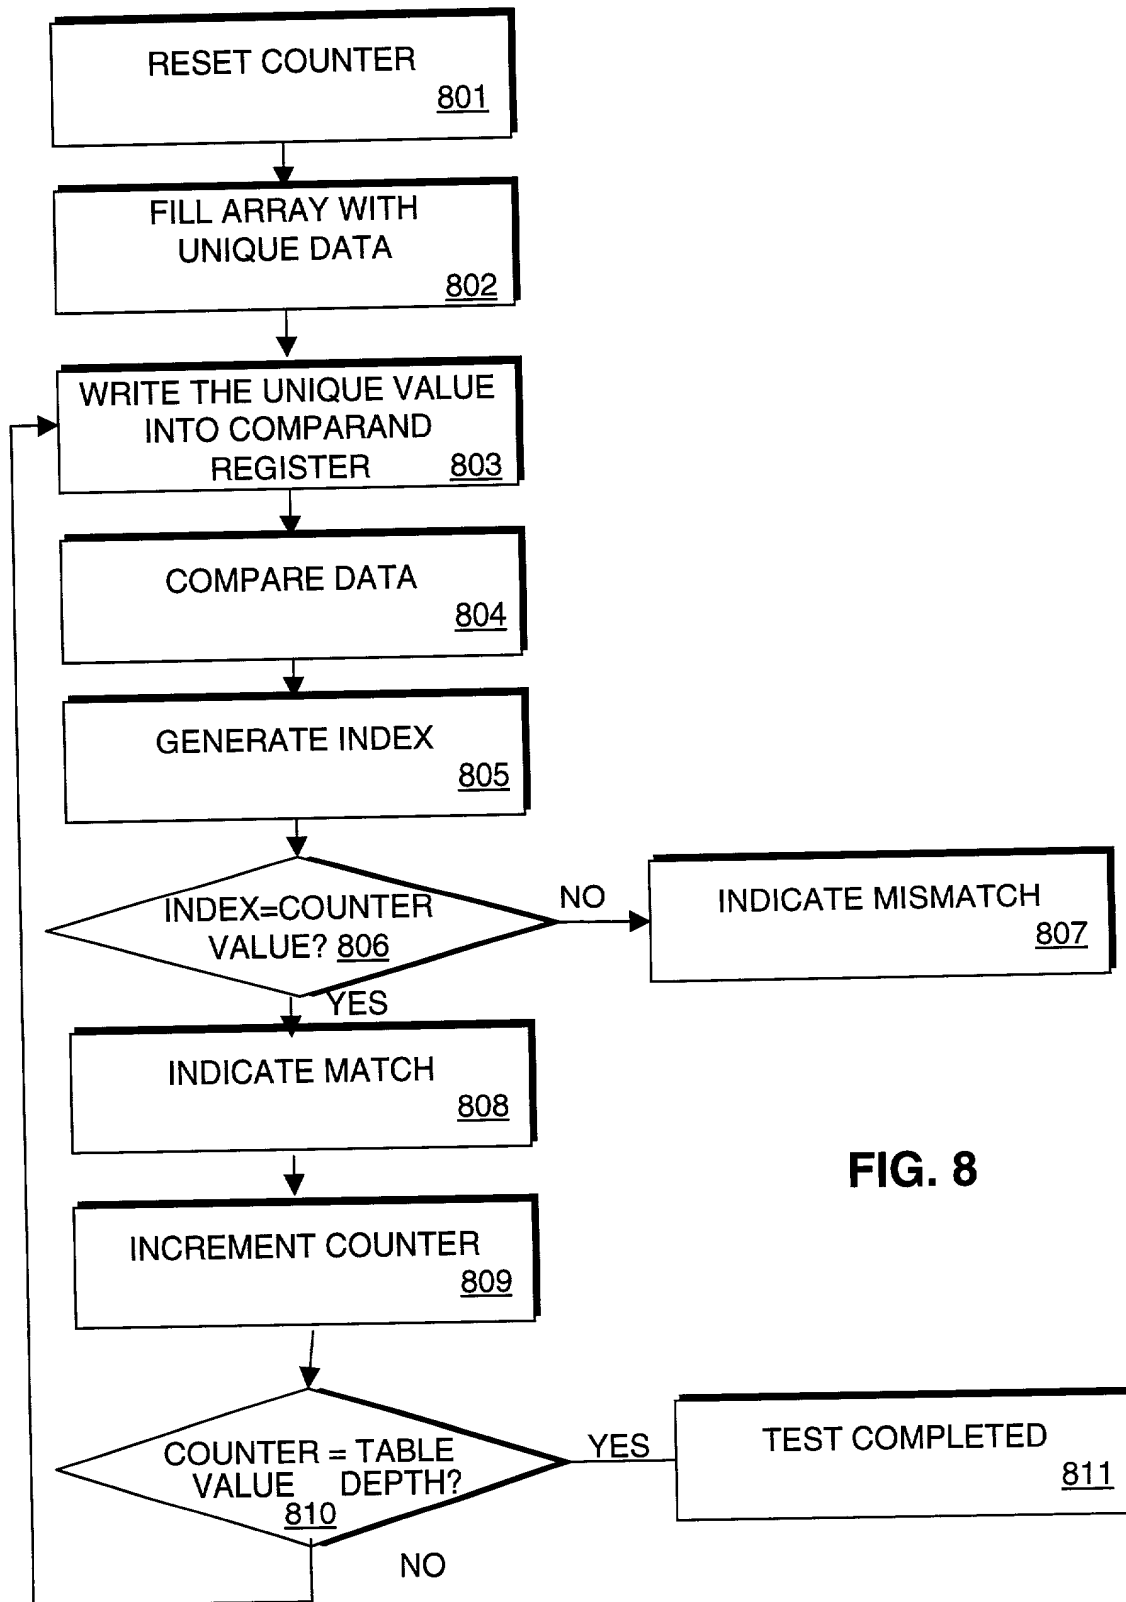 RESET COUNTER
801
FILL ARRAY WITH
UNIQUE DATA
802
WRITE THE UNIQUE VALUE
INTO COMPARAND
REGISTER
803
COMPARE DATA
804
GENERATE INDEX
805
INDEX=COUNTER
VALUE? 806
NO
INDICATE MISMATCH
807
YES
INDICATE MATCH
808
FIG. 8
INCREMENT COUNTER
809
COUNTER = TABLE
VALUE DEPTH?
810
YES
TEST COMPLETED
811
NO